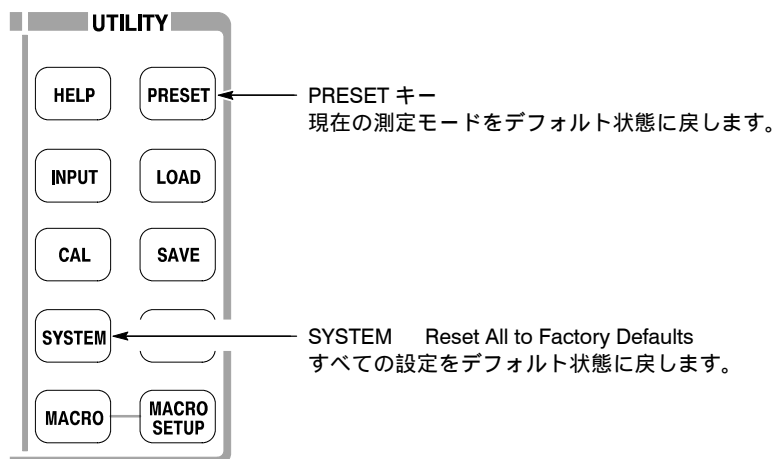 UTILITY
HELP
PRESET
PRESET キー
現在の測定モードをデフォルト状態に戻します。
INPUT
LOAD
CAL
SAVE
SYSTEM
SYSTEM Reset All to Factory Defaults
すべての設定をデフォルト状態に戻します。
MACRO
MACRO
SETUP